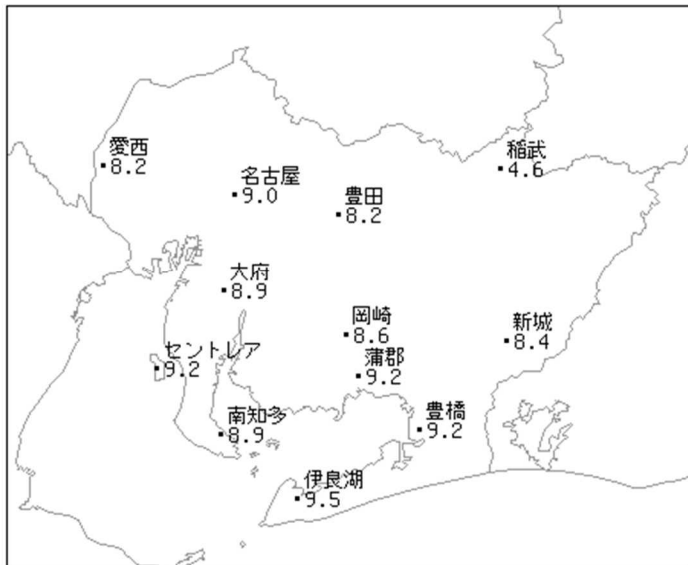 愛西
8.2
稲武
4.6
名古屋
9.0
豊田
8.2
大府
8.9
岡崎
8.6
新城
8.4
セントレア
9.2
蒲郡
9.2
南知多
8.9
豊橋
9.2
伊良湖
9.5